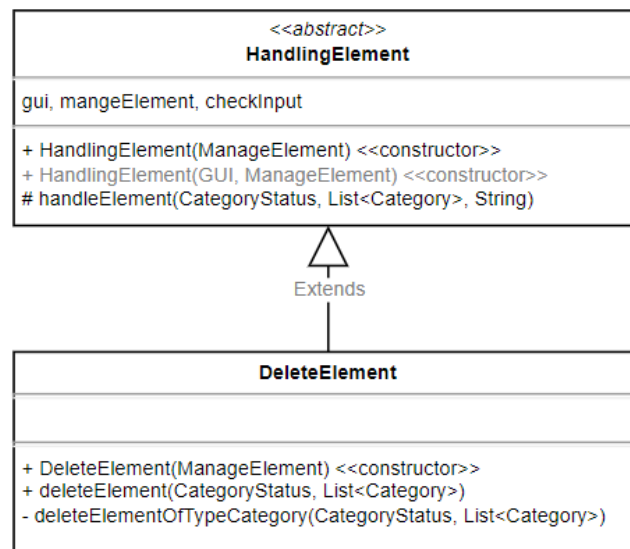 <<abstract>>
HandlingElement
gui, mangeElement, checkInput
+ HandlingElement(ManageElement) <<constructor>>
+ HandlingElement(GUI, ManageElement) <<constructor>>
# handleElement(CategoryStatus, List<Category>, String)
Extends
DeleteElement
+ DeleteElement(ManageElement) <<constructor>>
+ deleteElement(CategoryStatus, List<Category>)
- deleteElementOfTypeCategory(CategoryStatus, List<Category>)